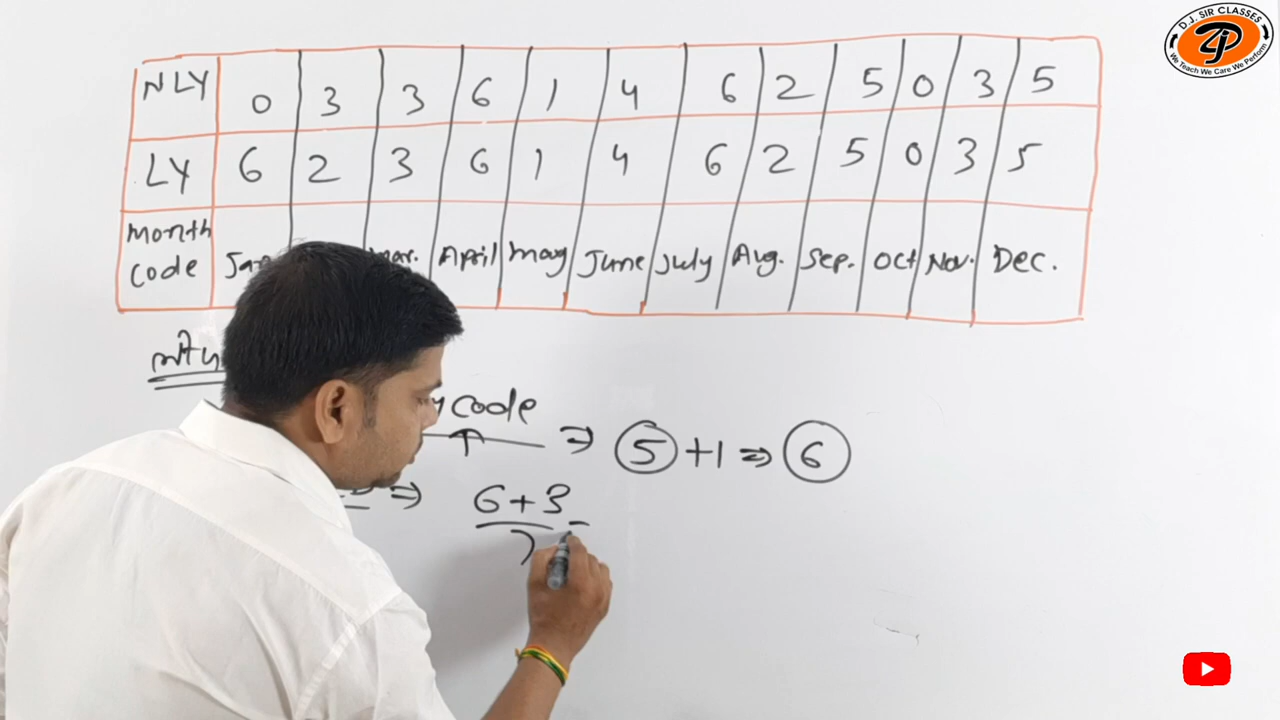 D.J. SIR CLASSES
We Teach We Care We Perform
NLY 0 3 3 6 1 4 6 2 5 0 3 5
LY 6 2 3 6 1 4 6 2 5 0 3 5
Month Code Jan Mar. April May June July Aug. Sep. Oct Nov. Dec.
code ⇒ 5 +1 ⇒ 6
⇒ 6+3 =
7